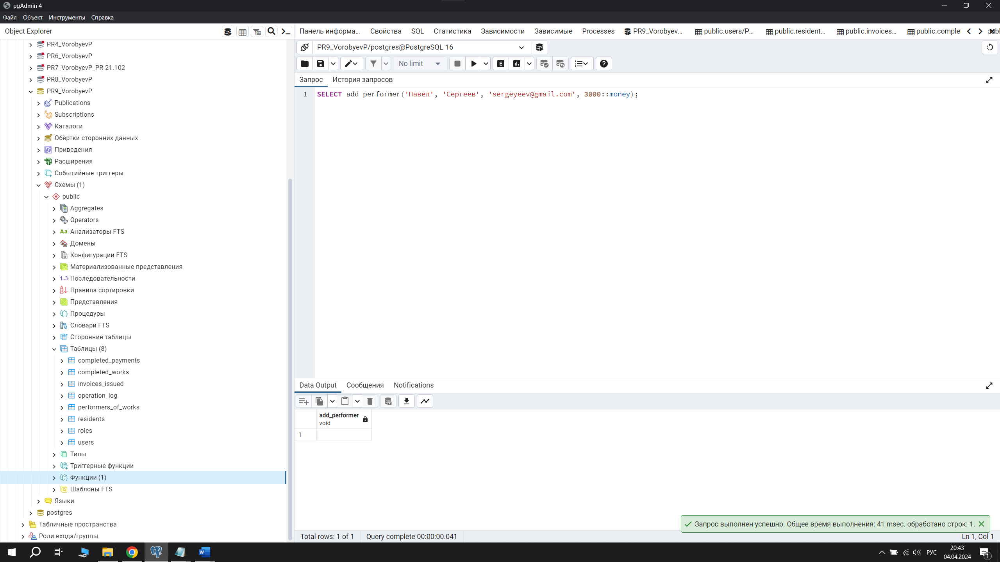 pgAdmin 4
Файл Объект Инструменты Справка
Object Explorer
PR4_VorobyevP
PR6_VorobyevP
PR7_VorobyevP_PR-21.102
PR8_VorobyevP
PR9_VorobyevP
Publications
Subscriptions
Каталоги
Обёртки сторонних данных
Приведения
Расширения
Событийные триггеры
Схемы (1)
public
Aggregates
Operators
Aa Анализаторы FTS
Домены
Конфигурации FTS
Материализованные представления
1..3 Последовательности
Правила сортировки
Представления
Процедуры
Словари FTS
Сторонние таблицы
Таблицы (8)
completed_payments
completed_works
invoices_issued
operation_log
performers_of_works
residents
roles
users
Типы
Триггерные функции
Функции (1)
Шаблоны FTS
Языки
postgres
Табличные пространства
Роли входа/группы
Панель информа... Свойства SQL Статистика Зависимости Зависимые Processes PR9_Vorobyev... public.users/P... public.resident... public.invoices... public.comple
PR9_VorobyevP/postgres@PostgreSQL 16
No limit
Запрос История запросов
1 SELECT add_performer('Павел', 'Сергеев', 'sergeyeev@gmail.com', 3000::money);
Data Output Сообщения Notifications
add_performer
void
1
Запрос выполнен успешно. Общее время выполнения: 41 msec. обработано строк: 1.
Total rows: 1 of 1 Query complete 00:00:00.041 Ln 1, Col 1
РУС
20:43
04.04.2024
1